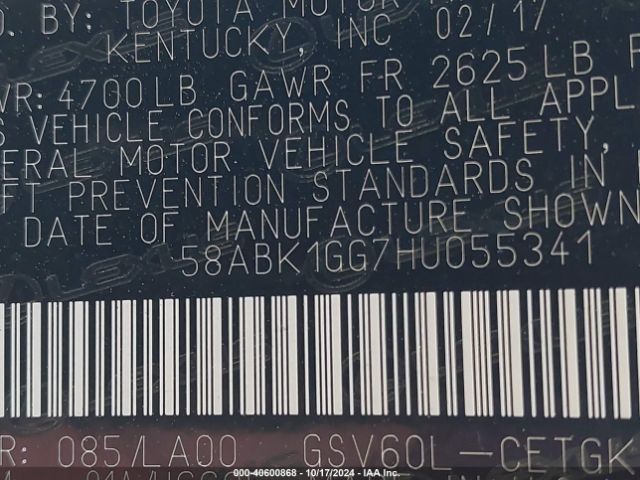 D. BY: TOYOTA MOTOR
KENTUCKY, INC 02/17
WR: 4700LB GAWR FR 2625LB
S VEHICLE CONFORMS TO ALL APPL
ERAL MOTOR VEHICLE SAFETY,
FT PREVENTION STANDARDS IN
DATE OF MANUFACTURE SHOWN
58ABK1GG7HU055341
R: 085/LA00 GSV60L-CETGK
000-40600868 | 10/17/2024 - IAA.Inc.